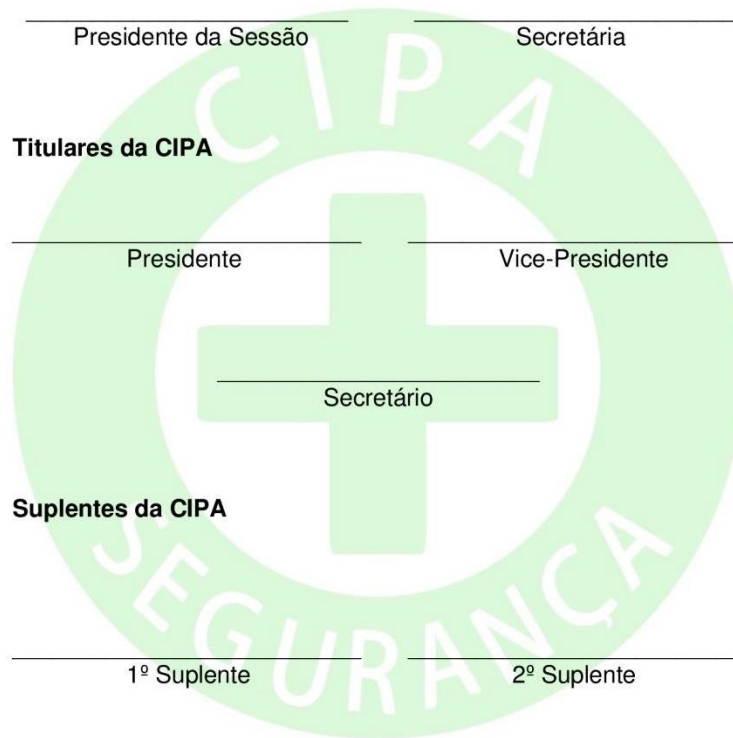 Presidente da Sessão Secretária
CIPA
Titulares da CIPA
Presidente Vice-Presidente
Secretário
Suplentes da CIPA
SEGURANÇA
1º Suplente 2º Suplente